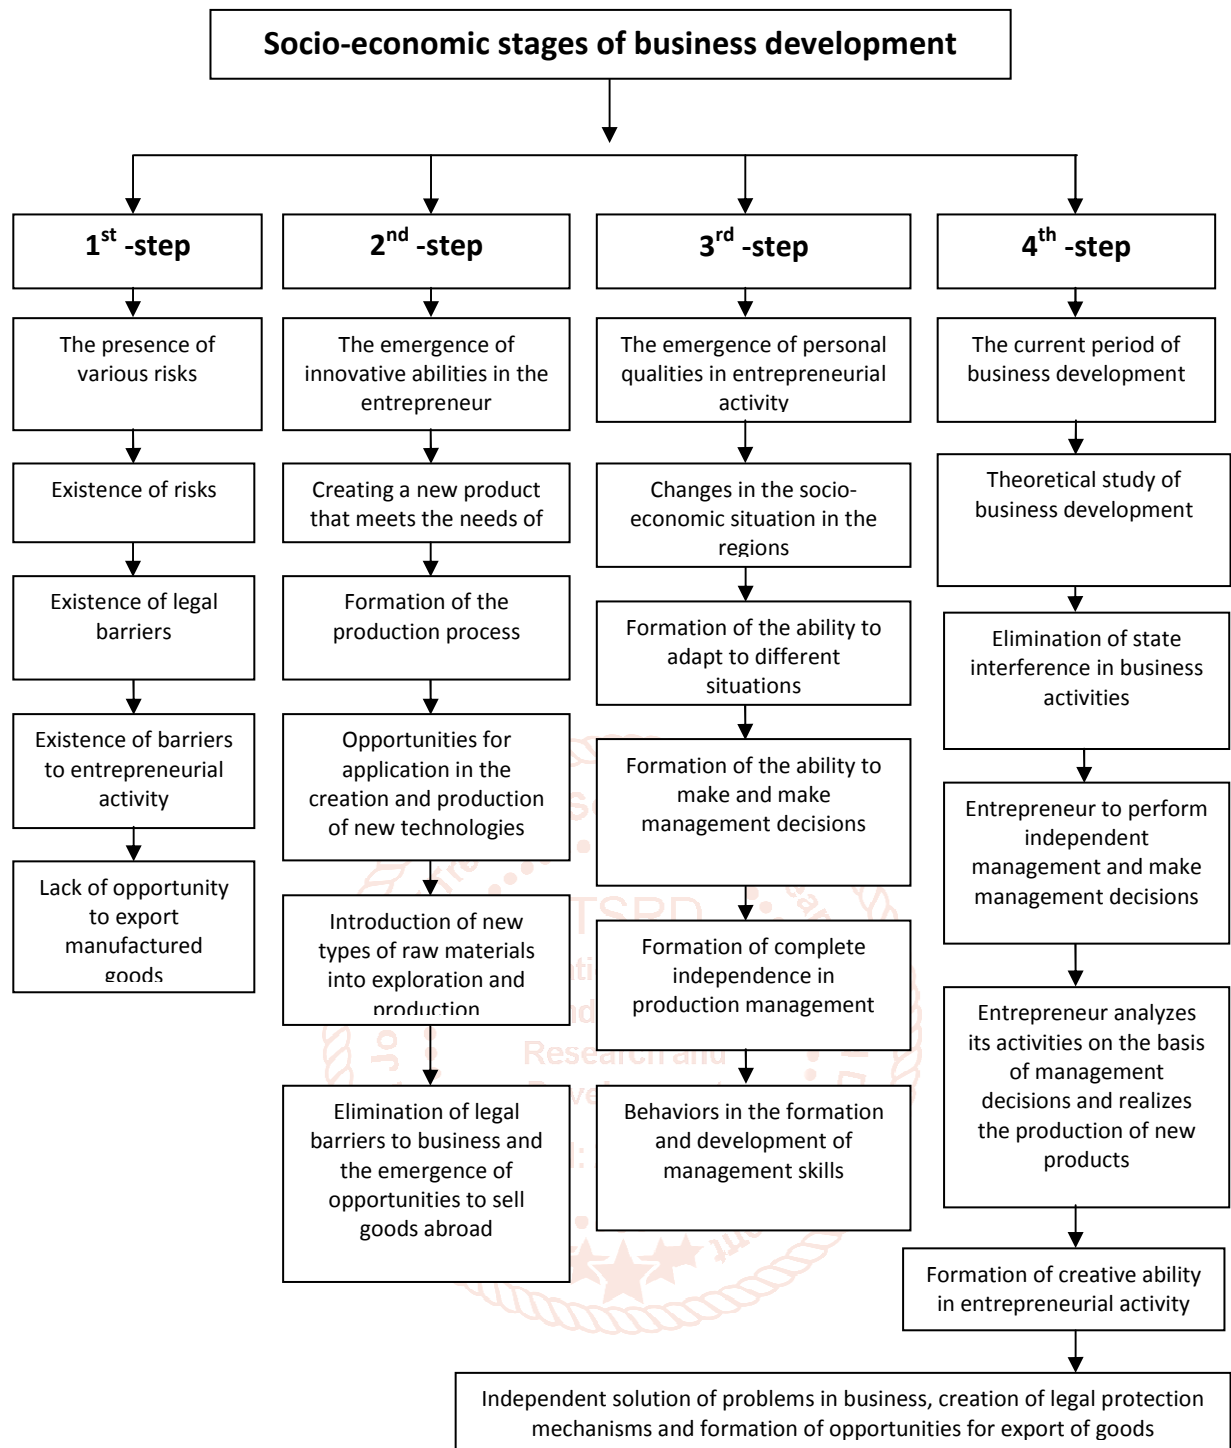 Socio-economic stages of business development
1st -step
The presence of
various risks
Existence of risks
Existence of legal
barriers
Existence of barriers
to entrepreneurial
activity
Lack of opportunity
to export
manufactured
goods
2nd -step
The emergence of
innovative abilities in the
entrepreneur
Creating a new product
that meets the needs of
Formation of the
production process
Opportunities for
application in the
creation and production
of new technologies
Introduction of new
types of raw materials
into exploration and
production
Elimination of legal
barriers to business and
the emergence of
opportunities to sell
goods abroad
3rd -step
The emergence of personal
qualities in entrepreneurial
activity
Changes in the socio-
economic situation in the
regions
Formation of the ability to
adapt to different
situations
Formation of the ability to
make and make
management decisions
Formation of complete
independence in
production management
Behaviors in the formation
and development of
management skills
4th -step
The current period of
business development
Theoretical study of
business development
Elimination of state
interference in business
activities
Entrepreneur to perform
independent
management and make
management decisions
Entrepreneur analyzes
its activities on the basis
of management
decisions and realizes
the production of new
products
Formation of creative ability
in entrepreneurial activity
Independent solution of problems in business, creation of legal protection
mechanisms and formation of opportunities for export of goods
Research and